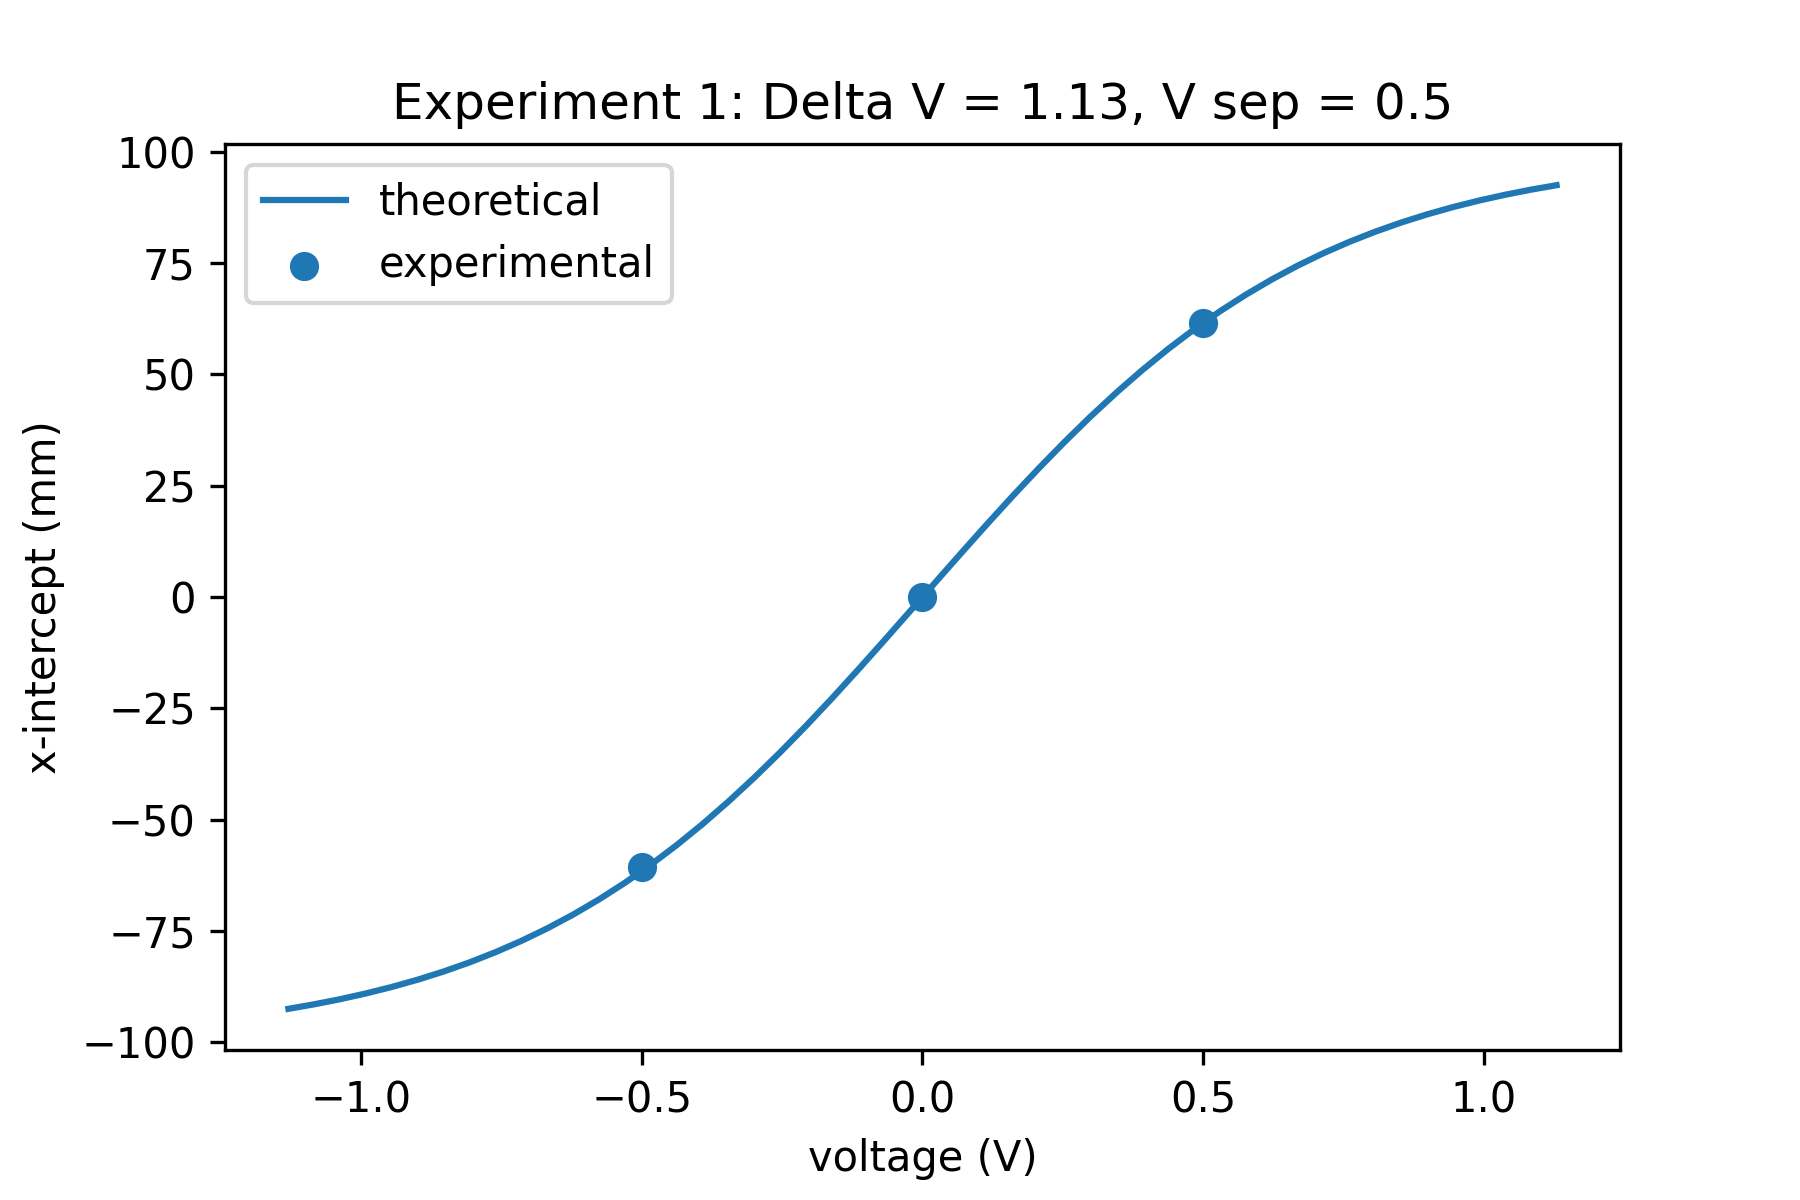 Experiment 1: Delta V = 1.13, V sep = 0.5
theoretical
experimental
x-intercept (mm)
100
75
50
25
0
−25
−50
−75
−100
−1.0 −0.5 0.0 0.5 1.0
voltage (V)